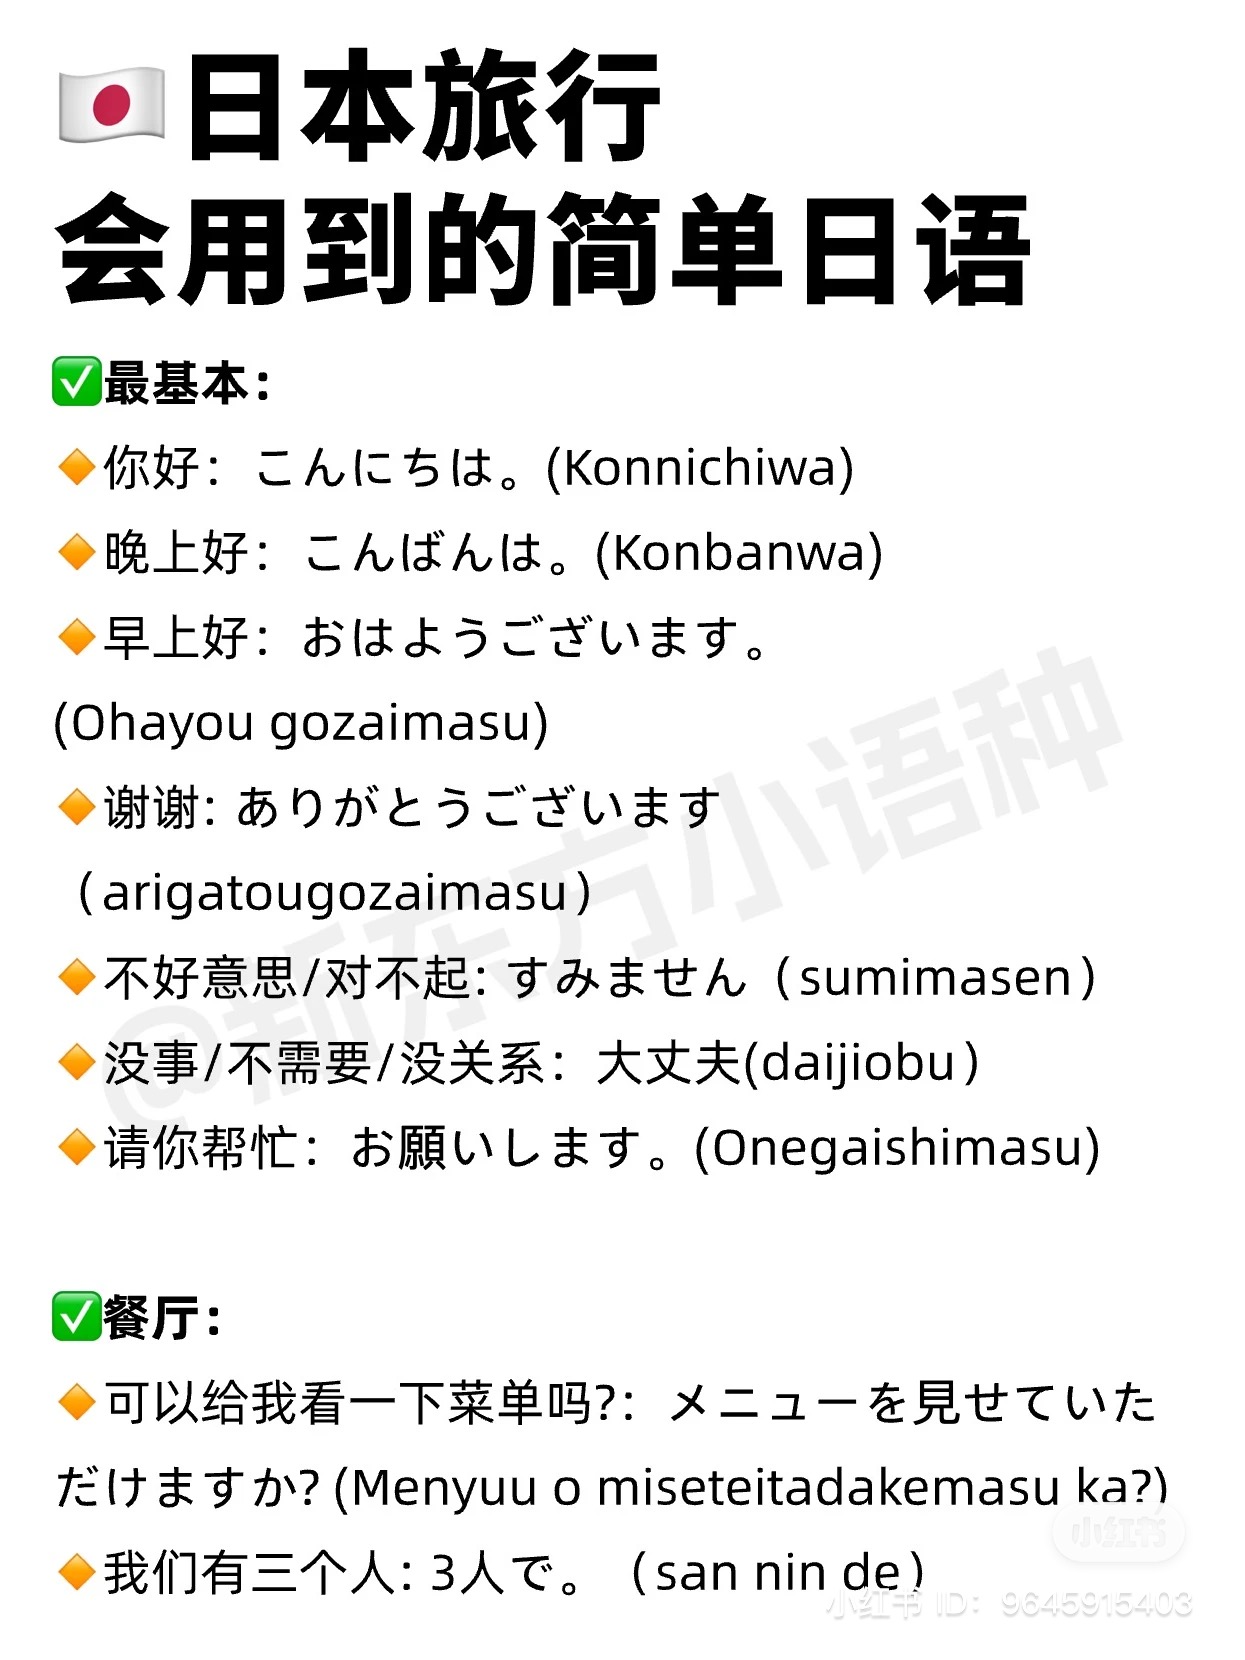 🇯🇵日本旅行
会用到的简单日语
✅最基本：
🔸你好：こんにちは。(Konnichiwa)
🔸晚上好：こんばんは。(Konbanwa)
🔸早上好：おはようございます。
(Ohayou gozaimasu)
🔸谢谢: ありがとうございます
（arigatougozaimasu）
🔸不好意思/对不起: すみません（sumimasen）
🔸没事/不需要/没关系：大丈夫(daijiobu）
🔸请你帮忙：お願いします。(Onegaishimasu)
✅餐厅：
🔸可以给我看一下菜单吗?：メニューを見せていた
だけますか? (Menyuu o miseteitadakemasu ka?)
🔸我们有三个人: 3人で。（san nin de）
@新东方小语种
小红书
小红书 ID：9645915403